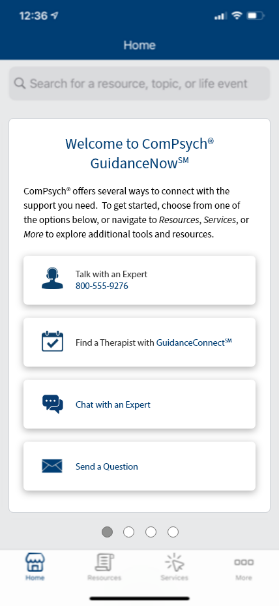 12:36
Home
Search for a resource, topic, or life event
Welcome to ComPsych®
GuidanceNow℠
ComPsych® offers several ways to connect with the
support you need. To get started, choose from one of
the options below, or navigate to Resources, Services, or
More to explore additional tools and resources.
Talk with an Expert
800-555-9276
Find a Therapist with GuidanceConnect℠
Chat with an Expert
Send a Question
Home Resources Services More